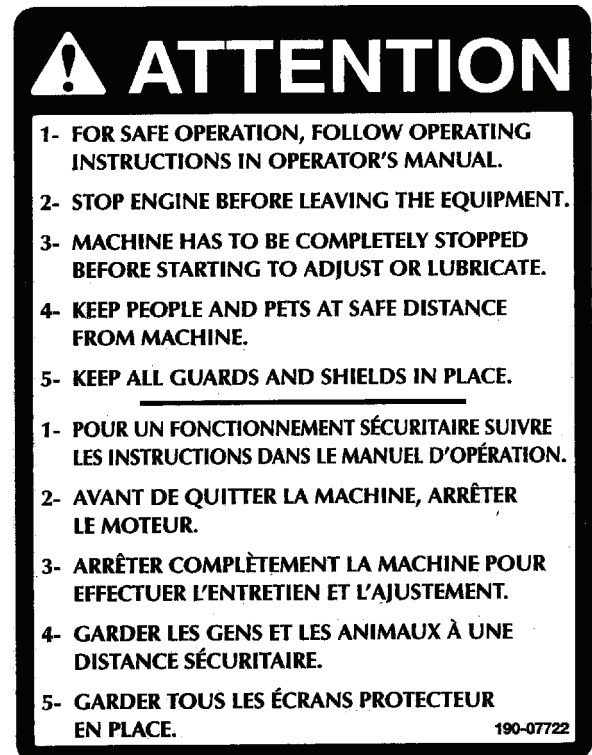 ATTENTION
1- FOR SAFE OPERATION, FOLLOW OPERATING
INSTRUCTIONS IN OPERATOR'S MANUAL.
2- STOP ENGINE BEFORE LEAVING THE EQUIPMENT.
3- MACHINE HAS TO BE COMPLETELY STOPPED
BEFORE STARTING TO ADJUST OR LUBRICATE.
4- KEEP PEOPLE AND PETS AT SAFE DISTANCE
FROM MACHINE.
5- KEEP ALL GUARDS AND SHIELDS IN PLACE.
1- POUR UN FONCTIONNEMENT SÉCURITAIRE SUIVRE
LES INSTRUCTIONS DANS LE MANUEL D'OPÉRATION.
2- AVANT DE QUITTER LA MACHINE, ARRÊTER
LE MOTEUR.
3- ARRÊTER COMPLÈTEMENT LA MACHINE POUR
EFFECTUER L'ENTRETIEN ET L'AJUSTEMENT.
4- GARDER LES GENS ET LES ANIMAUX À UNE
DISTANCE SÉCURITAIRE.
5- GARDER TOUS LES ÉCRANS PROTECTEUR
EN PLACE.
190-07722